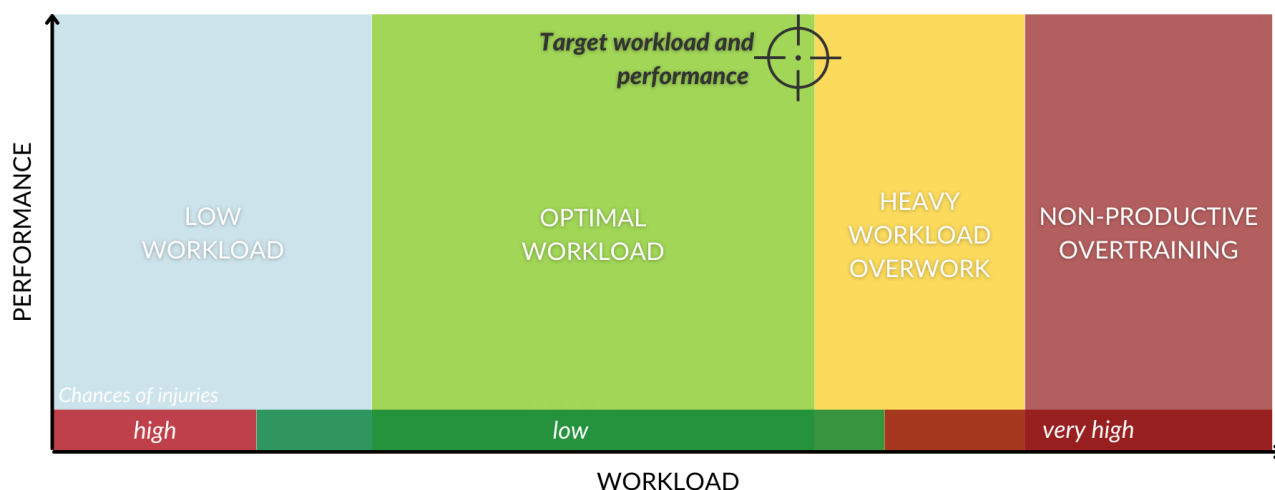 Target workload and
performance
PERFORMANCE
LOW
WORKLOAD
OPTIMAL
WORKLOAD
HEAVY
WORKLOAD
OVERWORK
NON-PRODUCTIVE
OVERTRAINING
Chances of injuries
high
low
very high
WORKLOAD